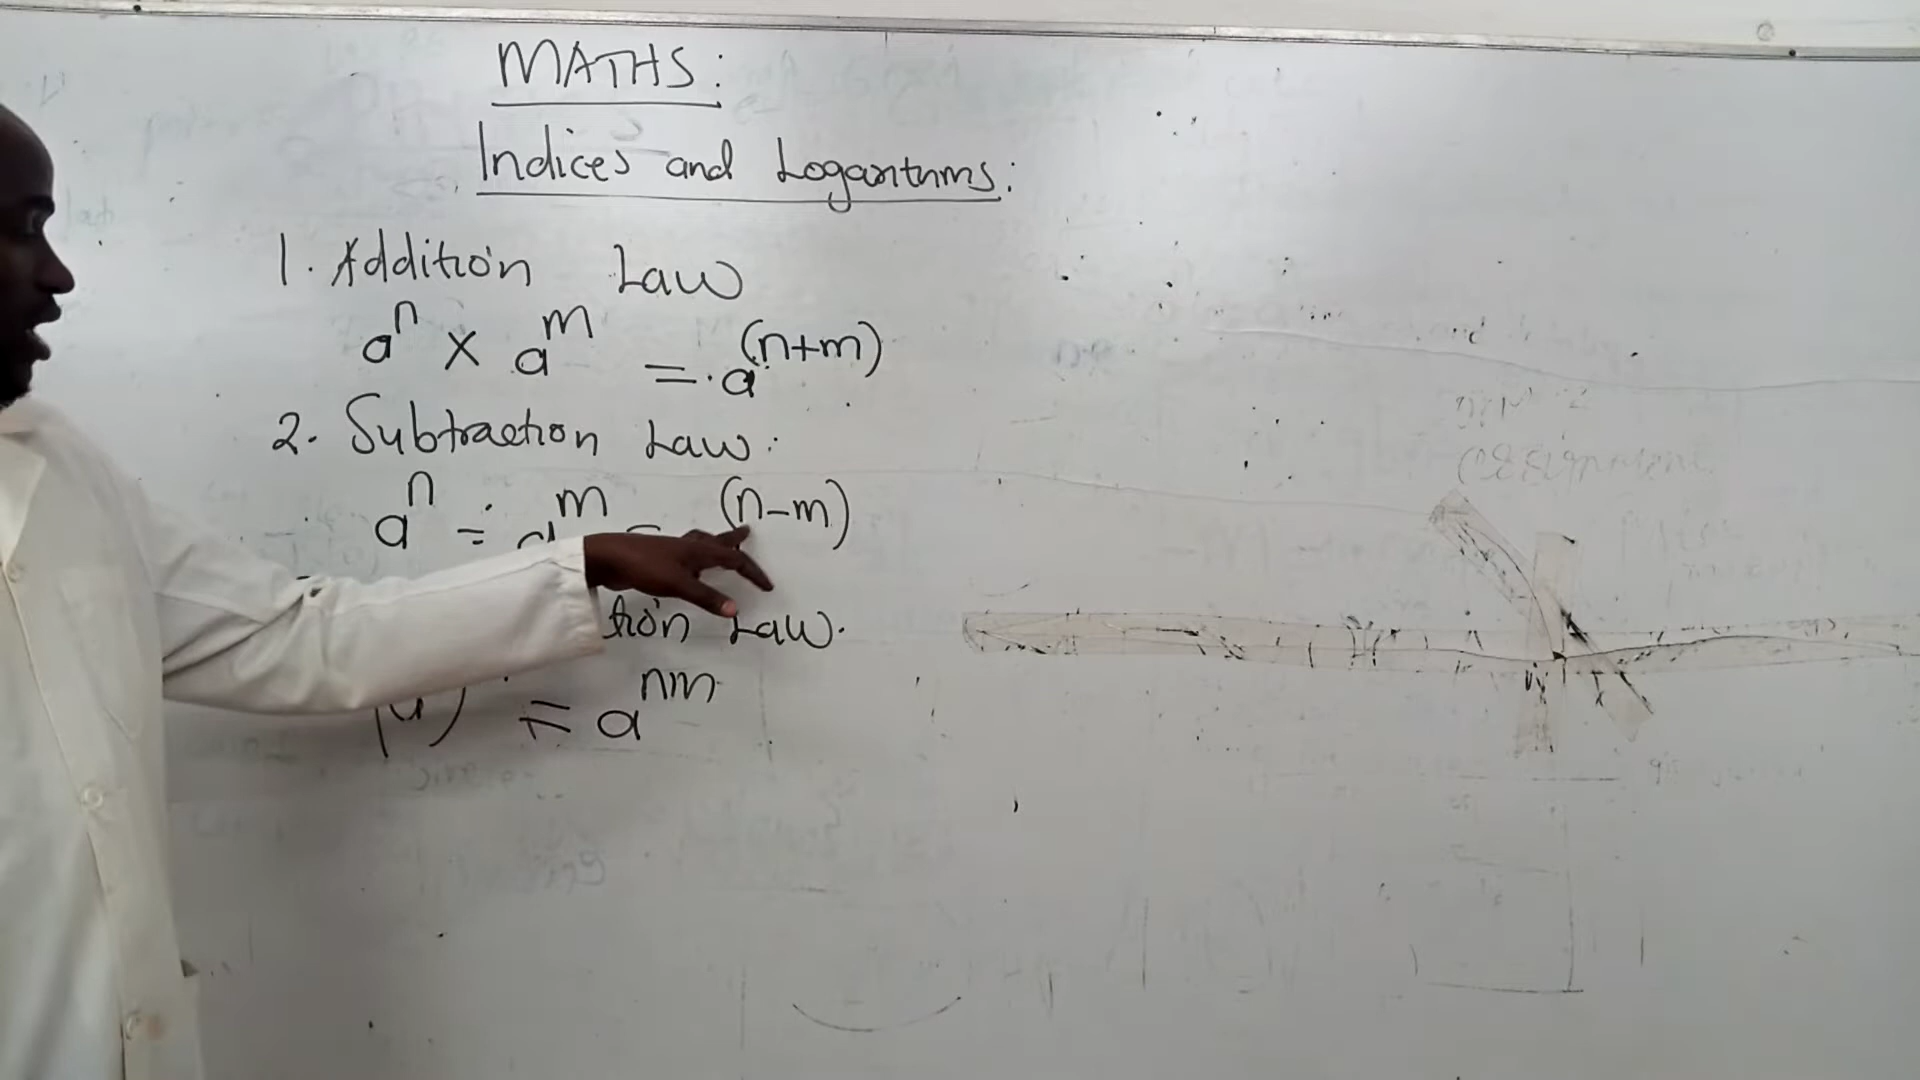 MATHS:
Indices and Logarithms:
1. Addition Law
aⁿ × aᵐ = a⁽ⁿ⁺ᵐ⁾
2. Subtraction Law:
aⁿ ÷ aᵐ = ⁽ⁿ⁻ᵐ⁾
tion Law.
(a) = aⁿᵐ